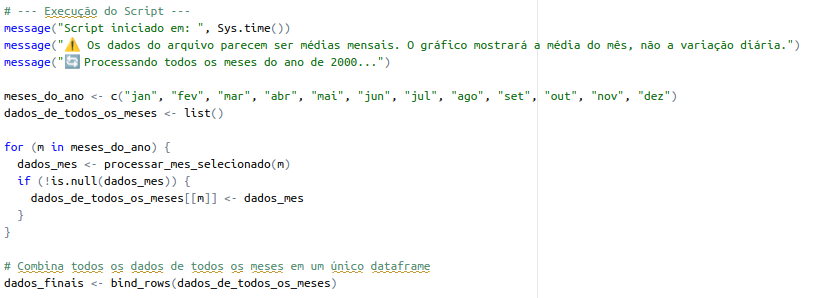 # --- Execução do Script ---
message("Script iniciado em: ", Sys.time())
message("⚠️ Os dados do arquivo parecem ser médias mensais. O gráfico mostrará a média do mês, não a variação diária.")
message("🔄 Processando todos os meses do ano de 2000...")

meses_do_ano <- c("jan", "fev", "mar", "abr", "mai", "jun", "jul", "ago", "set", "out", "nov", "dez")
dados_de_todos_os_meses <- list()

for (m in meses_do_ano) {
  dados_mes <- processar_mes_selecionado(m)
  if (!is.null(dados_mes)) {
    dados_de_todos_os_meses[[m]] <- dados_mes
  }
}

# Combina todos os dados de todos os meses em um único dataframe
dados_finais <- bind_rows(dados_de_todos_os_meses)